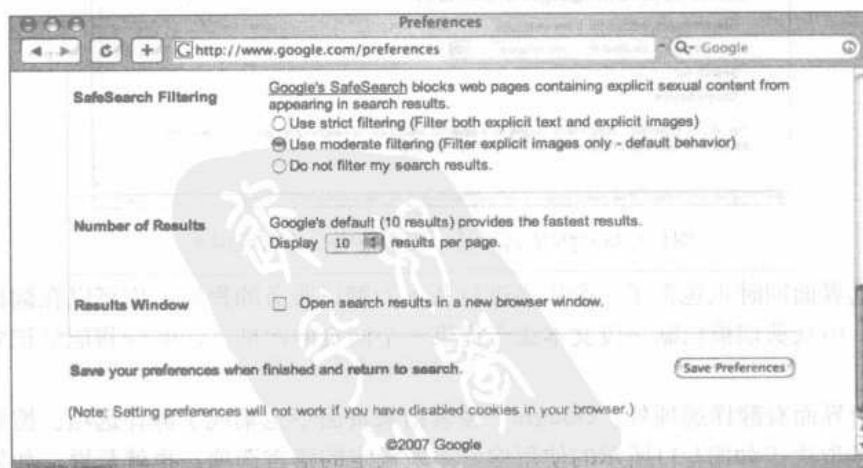 Preferences
http://www.google.com/preferences
Google
SafeSearch Filtering
Google's SafeSearch blocks web pages containing explicit sexual content from
appearing in search results.
Use strict filtering (Filter both explicit text and explicit images)
Use moderate filtering (Filter explicit images only - default behavior)
Do not filter my search results.
Number of Results
Google's default (10 results) provides the fastest results.
Display 10 results per page.
Results Window
Open search results in a new browser window.
Save your preferences when finished and return to search.
Save Preferences
(Note: Setting preferences will not work if you have disabled cookies in your browser.)
©2007 Google